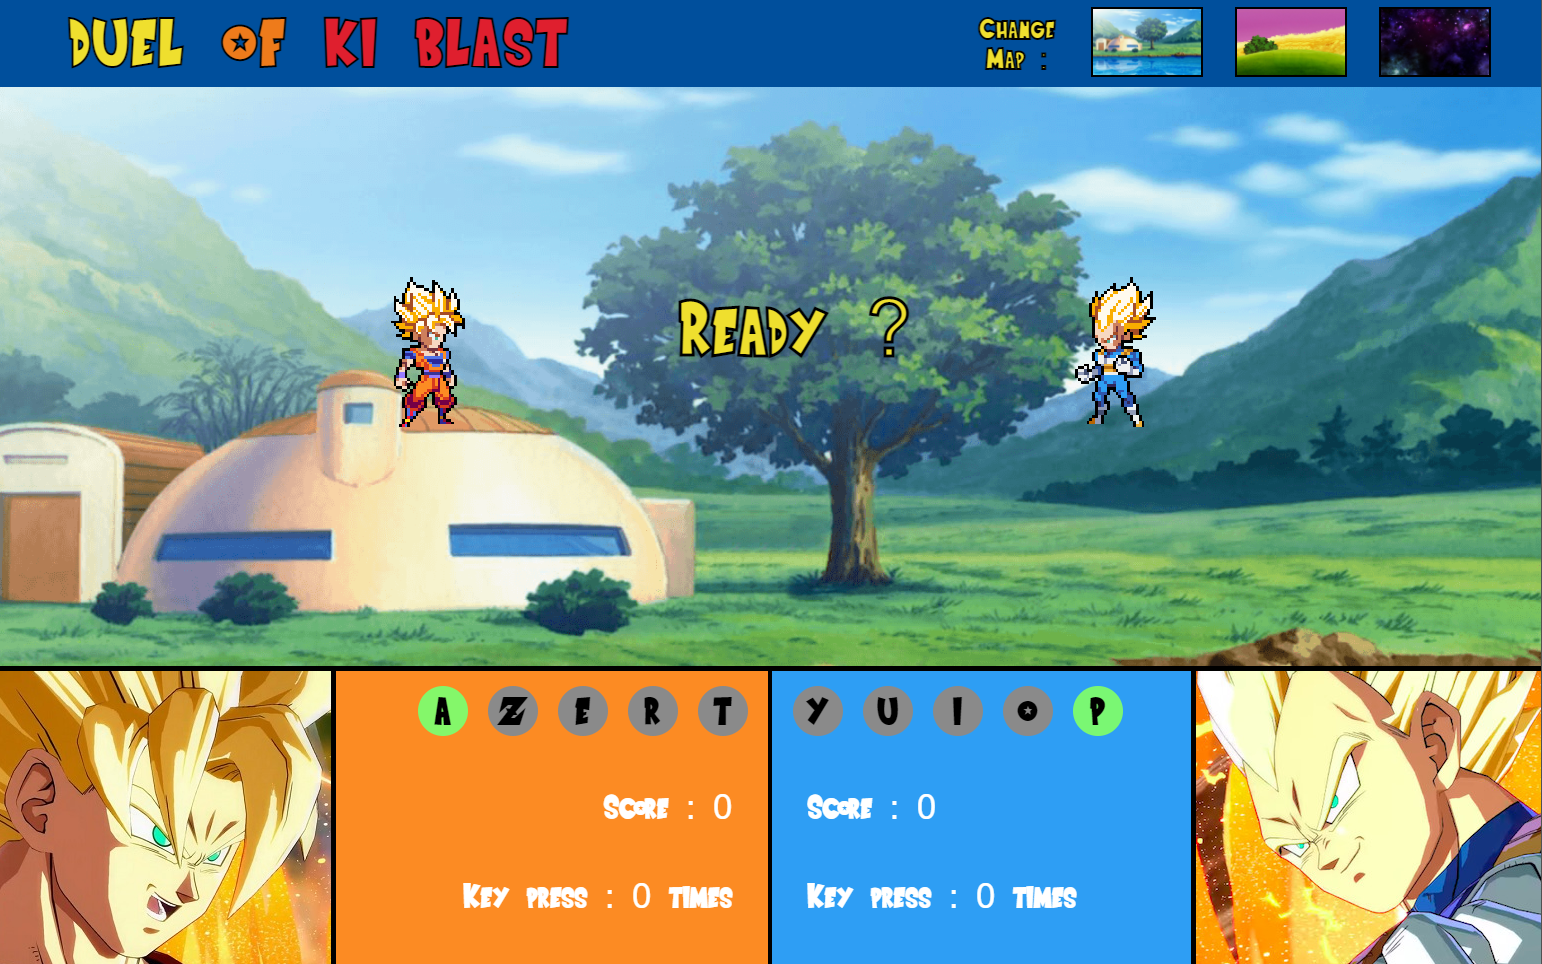 DUEL OF KI BLAST
CHANGE
MAP :
READY ?
A Z E R T
Y U I O P
SCORE : 0
SCORE : 0
KEY PRESS : 0 TIMES
KEY PRESS : 0 TIMES